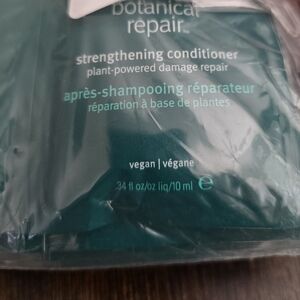 botanical
repair™
strengthening conditioner
plant-powered damage repair
après-shampooing réparateur
réparation à base de plantes
vegan | végane
.34 fl oz/oz liq/10 ml ℮